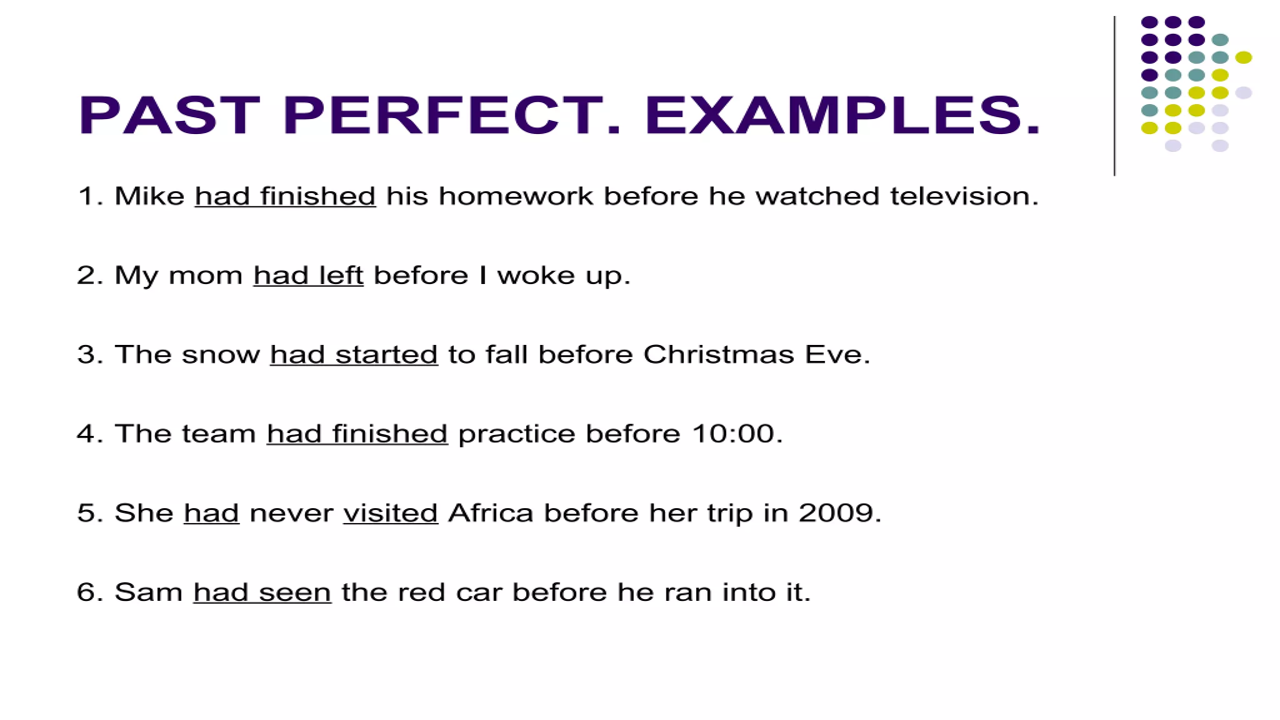 PAST PERFECT. EXAMPLES.
1. Mike had finished his homework before he watched television.
2. My mom had left before I woke up.
3. The snow had started to fall before Christmas Eve.
4. The team had finished practice before 10:00.
5. She had never visited Africa before her trip in 2009.
6. Sam had seen the red car before he ran into it.